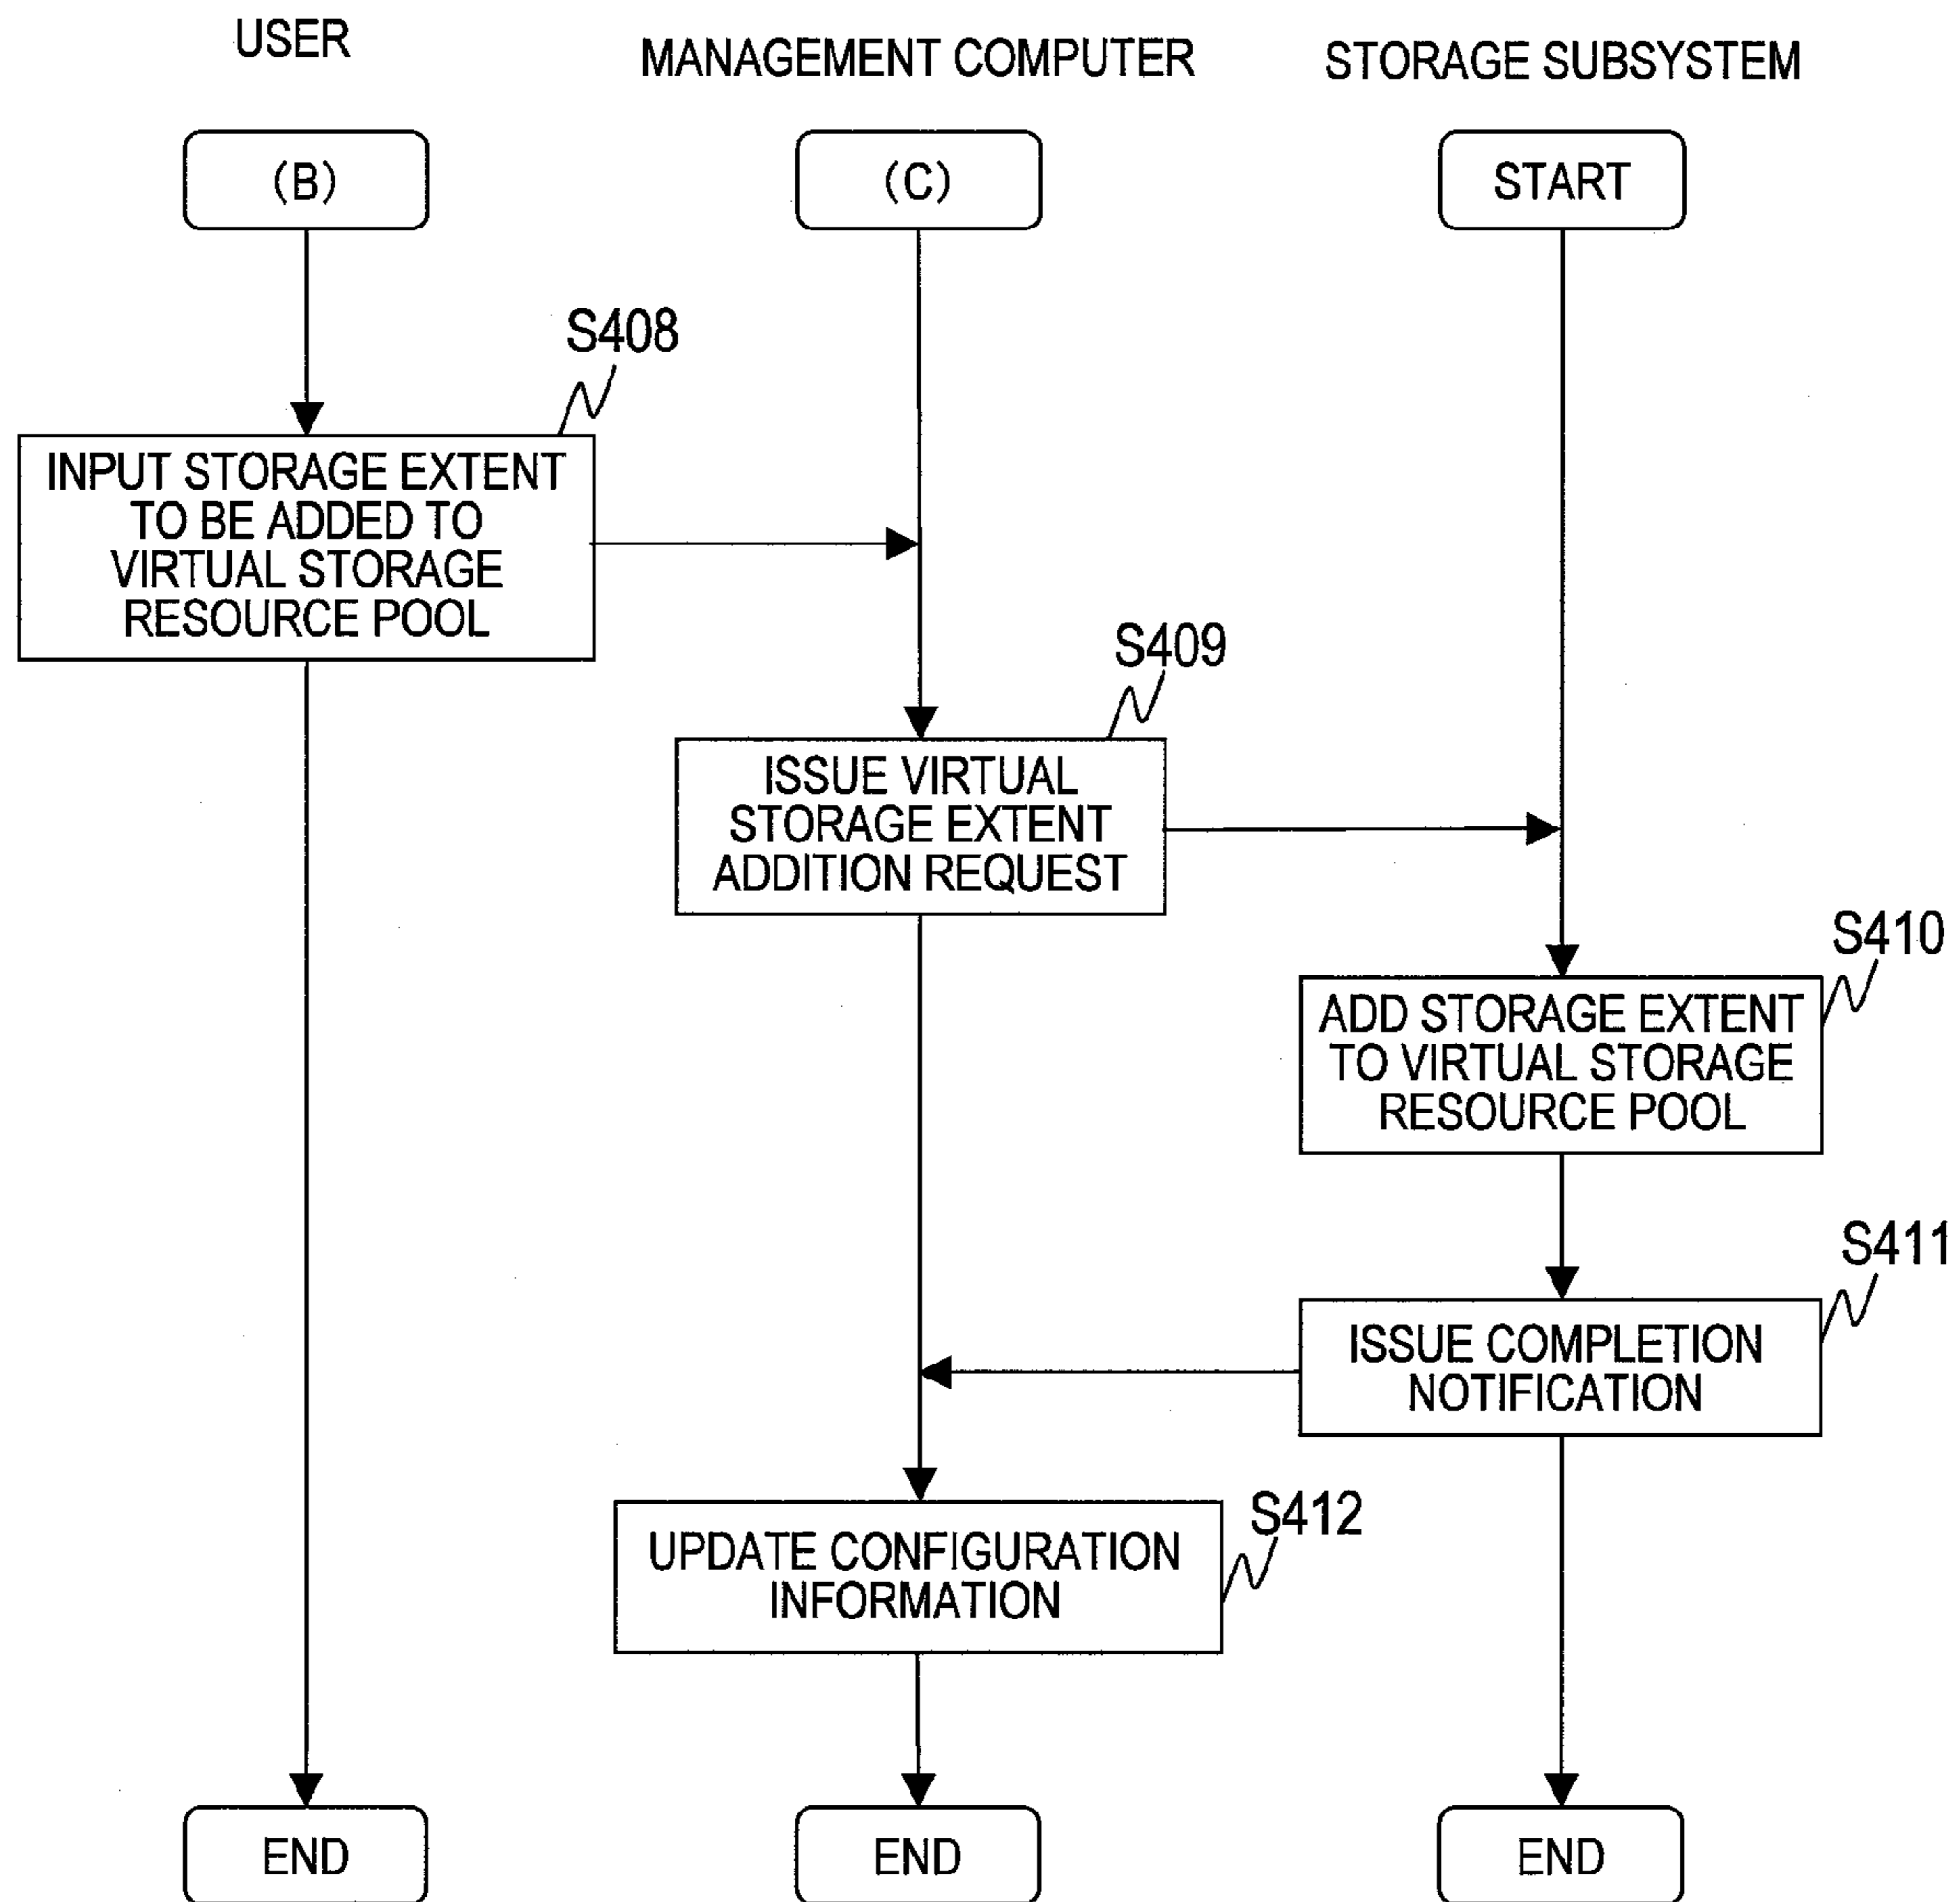 USER
MANAGEMENT COMPUTER
STORAGE SUBSYSTEM
(B)
(C)
START
S408
INPUT STORAGE EXTENT
TO BE ADDED TO
VIRTUAL STORAGE
RESOURCE POOL
S409
ISSUE VIRTUAL
STORAGE EXTENT
ADDITION REQUEST
S410
ADD STORAGE EXTENT
TO VIRTUAL STORAGE
RESOURCE POOL
S411
ISSUE COMPLETION
NOTIFICATION
S412
UPDATE CONFIGURATION
INFORMATION
END
END
END